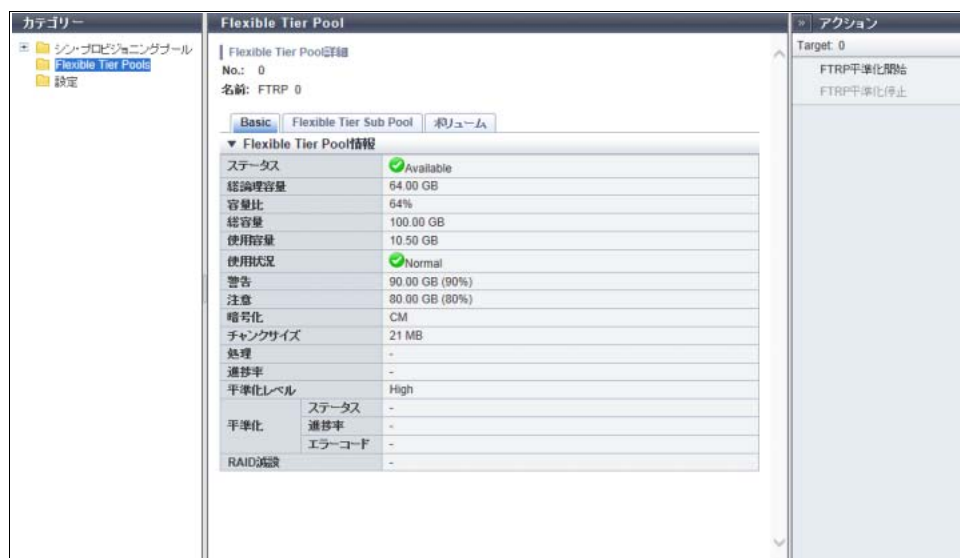 カテゴリー
シン・プロビジョニングプール
Flexible Tier Pools
設定
Flexible Tier Pool
Flexible Tier Pool詳細
No.: 0
名前: FTRP 0
Basic Flexible Tier Sub Pool ボリューム
▼ Flexible Tier Pool情報
ステータス Available
総論理容量 64.00 GB
容量比 64%
総容量 100.00 GB
使用容量 10.50 GB
使用状況 Normal
警告 90.00 GB (90%)
注意 80.00 GB (80%)
暗号化 CM
チャンクサイズ 21 MB
処理 -
進捗率 -
平準化レベル High
平準化 ステータス -
進捗率 -
エラーコード -
RAID減設 -
» アクション
Target: 0
FTRP平準化開始
FTRP平準化停止